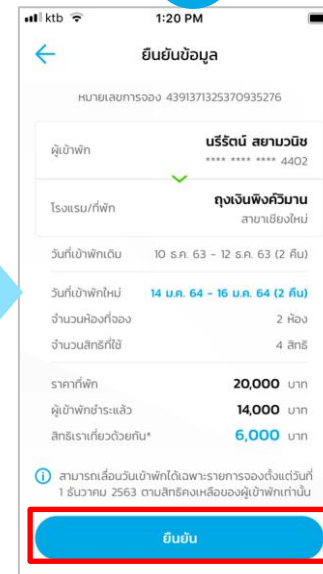 ktb 1:20 PM
ยืนยันข้อมูล
หมายเลขการจอง 4391371325370935276
ผู้เข้าพัก นรีรัตน์ สยามวนิช
**** **** **** 4402
โรงแรม/ที่พัก ถุงเงินพิงค์วิมาน
สาขาเชียงใหม่
วันที่เข้าพักเดิม 10 ธ.ค. 63 - 12 ธ.ค. 63 (2 คืน)
วันที่เข้าพักใหม่ 14 ม.ค. 64 - 16 ม.ค. 64 (2 คืน)
จำนวนห้องที่จอง 2 ห้อง
จำนวนสิทธิที่ใช้ 4 สิทธิ
ราคาที่พัก 20,000 บาท
ผู้เข้าพักชำระแล้ว 14,000 บาท
สิทธิเราเที่ยวด้วยกัน* 6,000 บาท
สามารถเลื่อนวันเข้าพักได้เฉพาะรายการจองตั้งแต่วันที่
1 ธันวาคม 2563 ตามสิทธิคงเหลือของผู้เข้าพักเท่านั้น
ยืนยัน